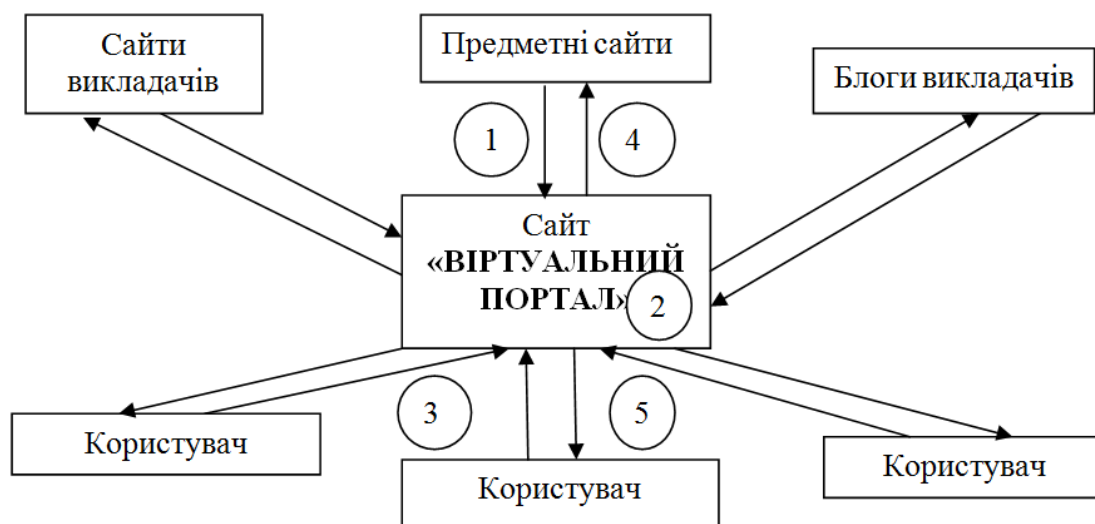 Сайти
викладачів
Предметні сайти
Блоги викладачів
1
4
Сайт
«ВІРТУАЛЬНИЙ
ПОРТАЛ»
2
3
5
Користувач
Користувач
Користувач